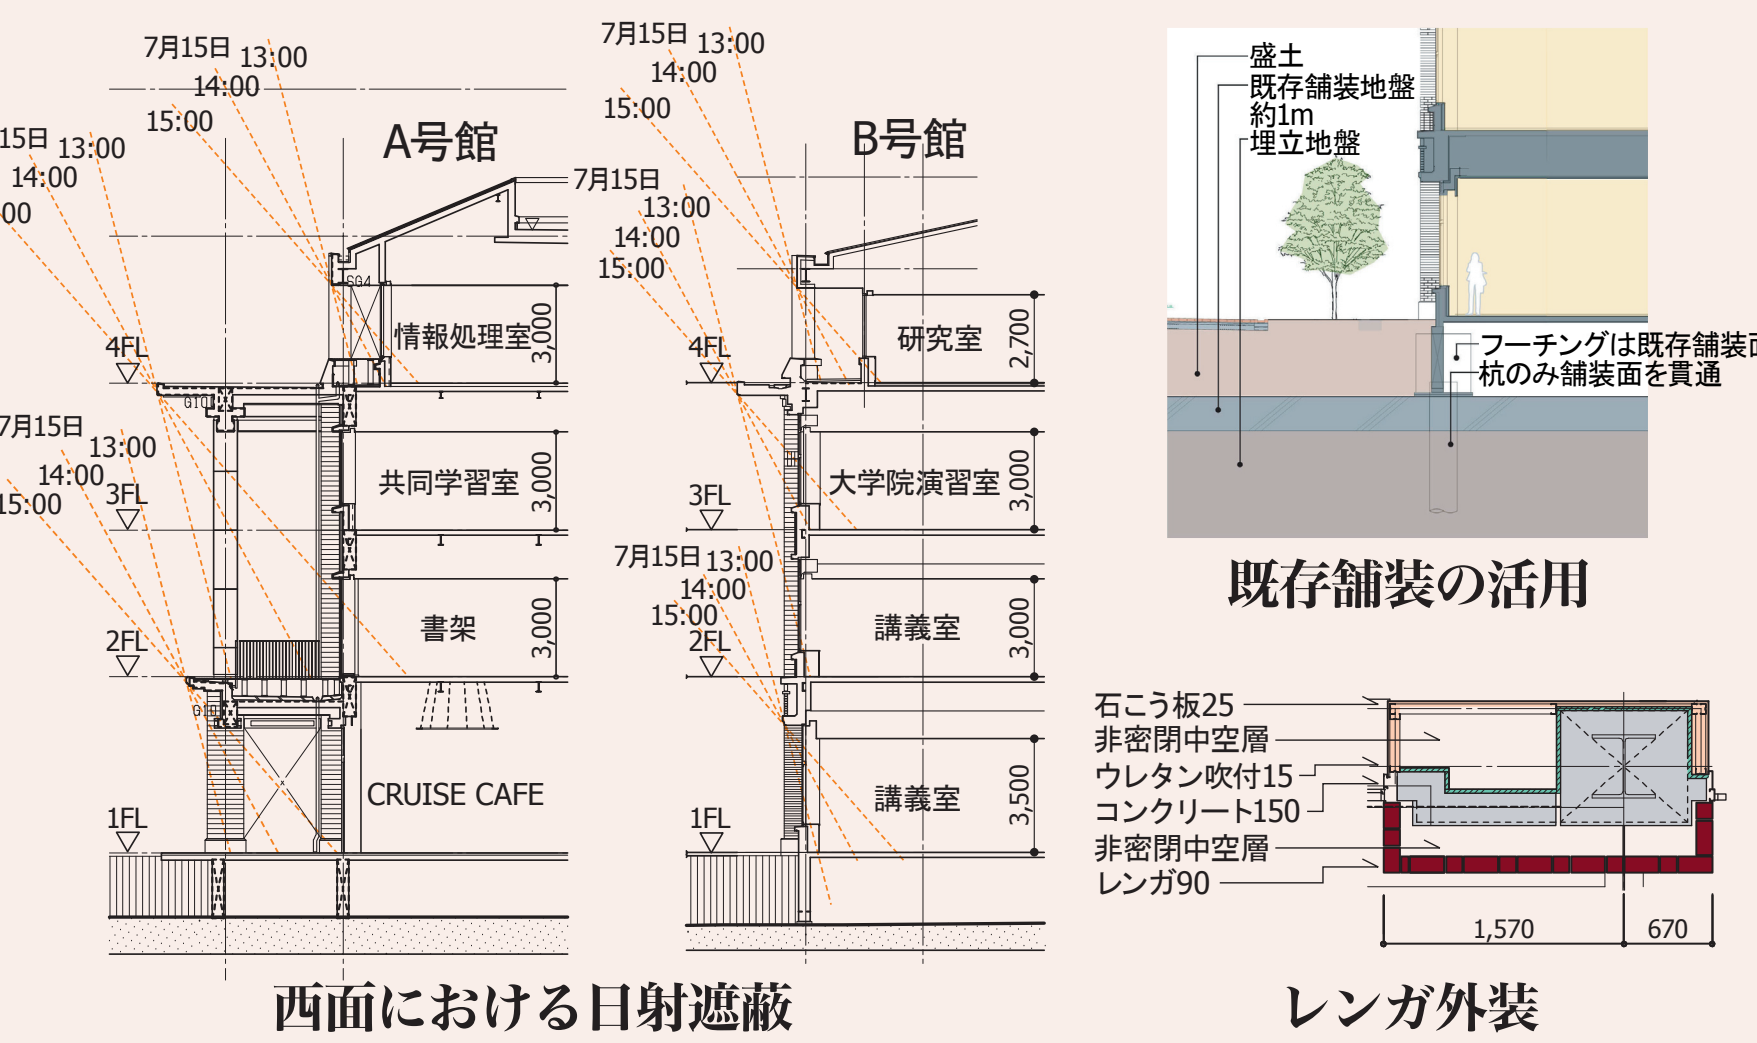 7月15日 13:00
14:00
15:00
15日 13:00
14:00
00
A号館
SG4
情報処理室
3,000
4FL
G10
7月15日
13:00
14:00
15:00
3FL
共同学習室
3,000
2FL
書架
3,000
G10
CRUISE CAFE
1FL
7月15日 13:00
14:00
15:00
B号館
7月15日
13:00
14:00
15:00
研究室
2,700
4FL
大学院演習室
3,000
3FL
7月15日 13:00
14:00
15:00
2FL
講義室
3,000
講義室
3,500
1FL
西面における日射遮蔽
盛土
既存舗装地盤
約1m
埋立地盤
フーチングは既存舗装面
杭のみ舗装面を貫通
既存舗装の活用
石こう板25
非密閉中空層
ウレタン吹付15
コンクリート150
非密閉中空層
レンガ90
1,570
670
レンガ外装